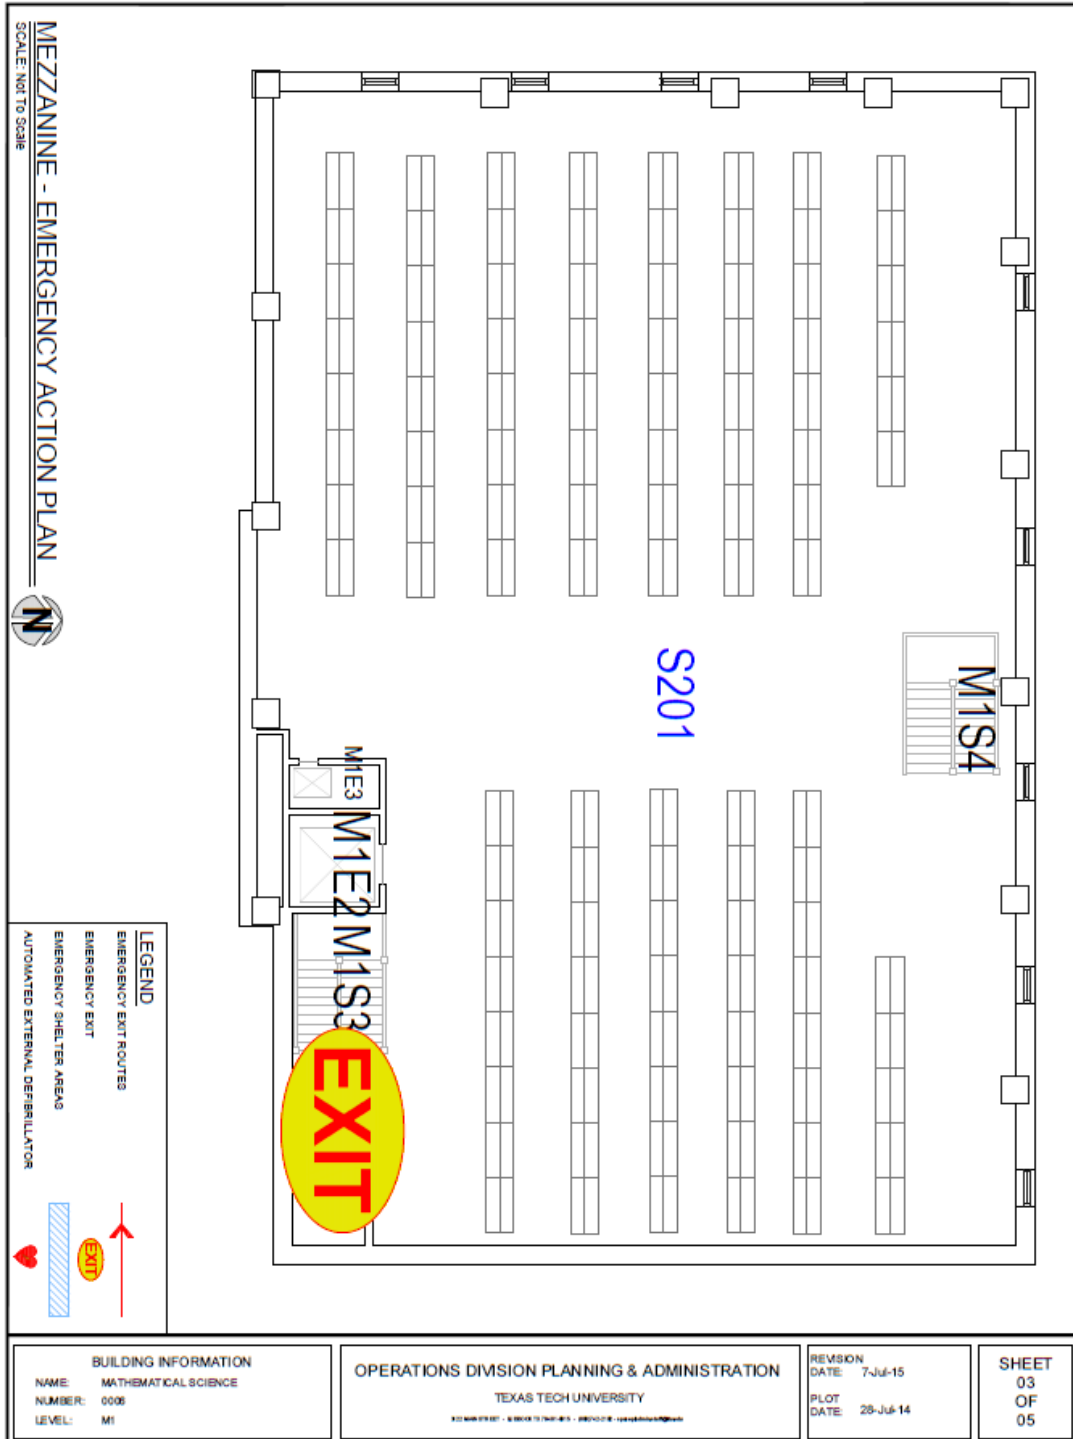 MEZZANINE - EMERGENCY ACTION PLAN
SCALE: Not To Scale
N
S201
M1S4
M1E3
M1E2
M1S3
EXIT
LEGEND
EMERGENCY EXIT ROUTES
EMERGENCY EXIT
EXIT
EMERGENCY SHELTER AREAS
AUTOMATED EXTERNAL DEFIBRILLATOR
BUILDING INFORMATION
NAME: MATHEMATICAL SCIENCE
NUMBER: 0006
LEVEL: M1
OPERATIONS DIVISION PLANNING & ADMINISTRATION
TEXAS TECH UNIVERSITY
REVISION
DATE: 7-Jul-15
PLOT
DATE: 28-Jul-14
SHEET
03
OF
05